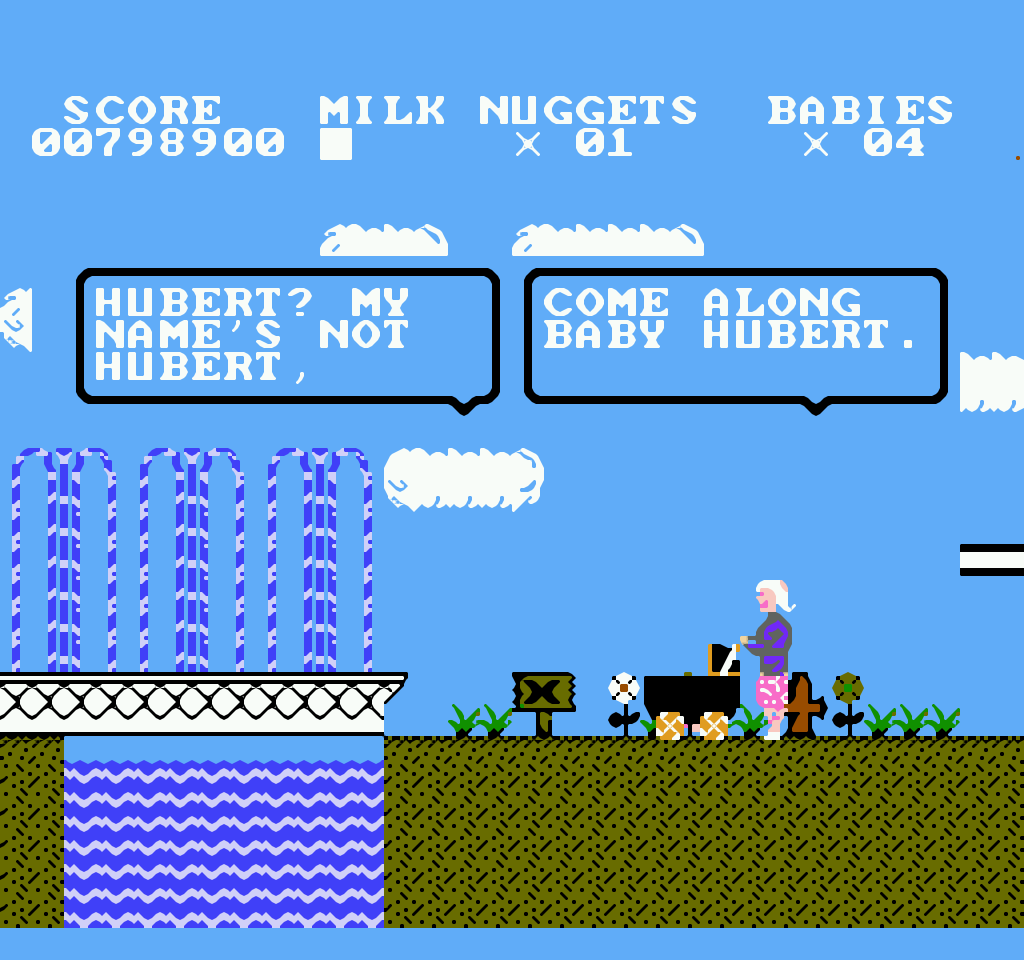 SCORE MILK NUGGETS BABIES
00798900 × 01 × 04
HUBERT? MY
NAME'S NOT
HUBERT,
COME ALONG
BABY HUBERT.